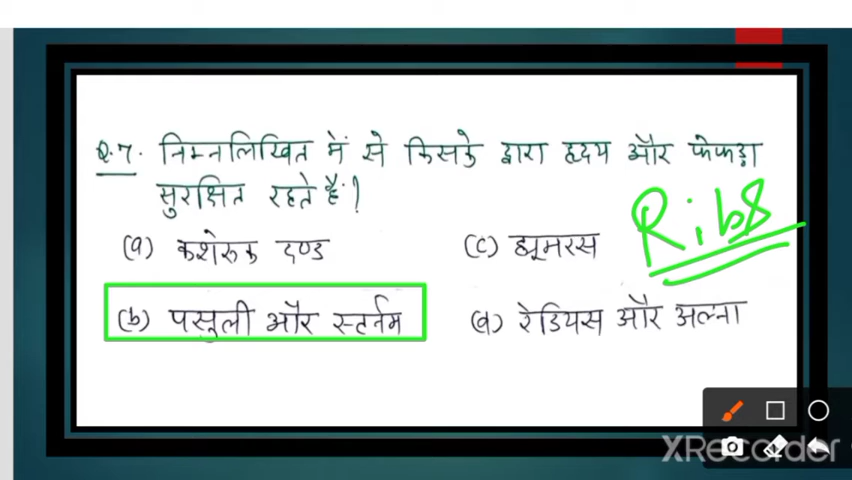 Q.7. निम्नलिखित में से किसके द्वारा हृदय और फेफड़ा
सुरक्षित रहते है?
(a) कशेरुक दण्ड
(c) ह्यूमरस
Ribs
(b) पसुली और स्टर्नम
(d) रेडियस और अल्ना
XRecorder